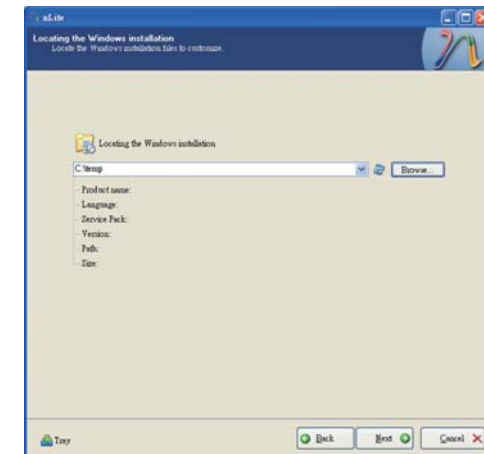 nLite
Locating the Windows installation
Locate the Windows installation files to customize.
Locating the Windows installation
C:\temp
Browse...
Product name:
Language:
Service Pack:
Version:
Path:
Size:
Tray
Back
Next
Cancel